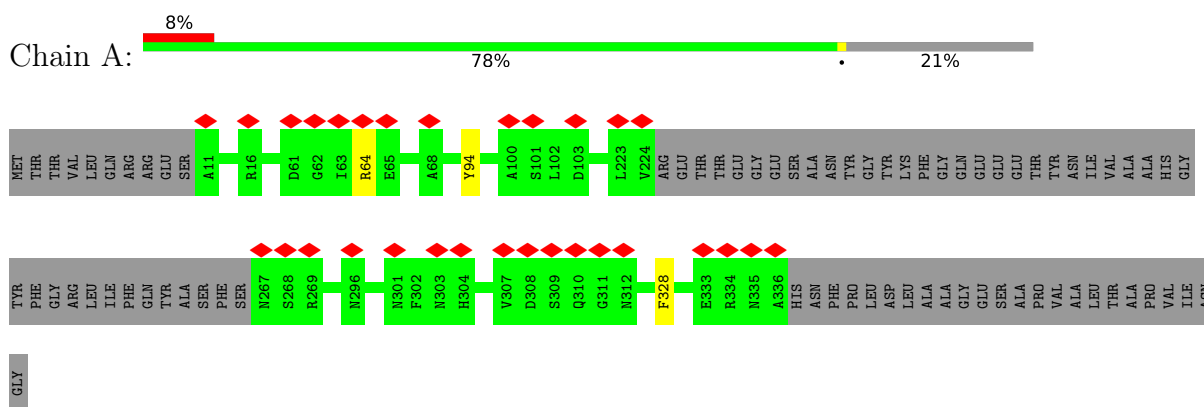 8%
Chain A:
78% • 21%
MET THR THR VAL LEU GLN ARG ARG GLU SER A11 R16 D61 G62 I63 R64 E65 A68 Y94 A100 S101 L102 D103 L223 V224 ARG GLU THR THR GLU GLY GLU SER ALA ASN TYR GLY TYR LYS PHE GLY GLN GLU GLU GLU THR TYR ASN ILE VAL ALA ALA HIS GLY
TYR PHE GLY ARG LEU ILE PHE GLN TYR ALA SER PHE SER N267 S268 R269 N296 N301 F302 N303 H304 V307 D308 S309 Q310 G311 N312 F328 E333 R334 N335 A336 HIS ASN PHE PRO LEU ASP LEU ALA ALA GLY GLU SER ALA PRO VAL ALA LEU THR ALA PRO VAL ILE
GLY